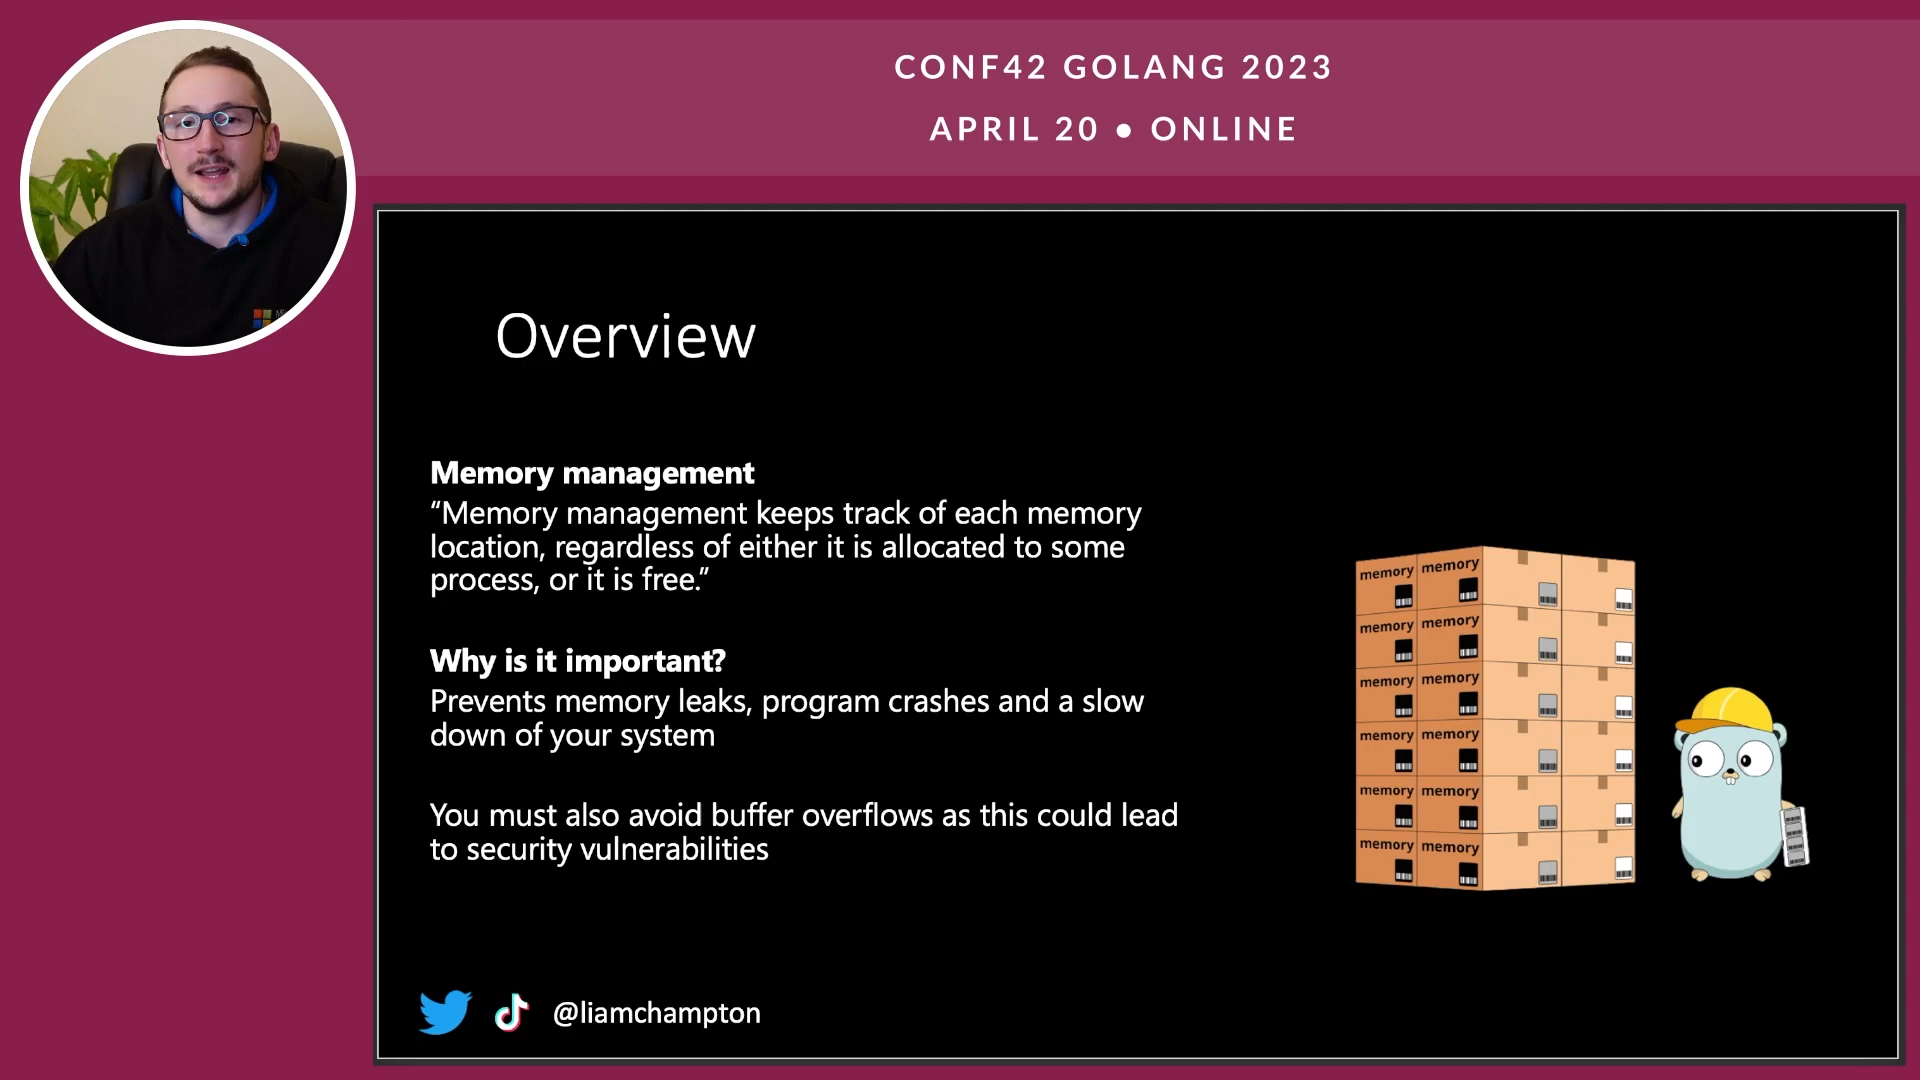 CONF42 GOLANG 2023
APRIL 20 ● ONLINE
Overview
Memory management
“Memory management keeps track of each memory
location, regardless of either it is allocated to some
process, or it is free.”
Why is it important?
Prevents memory leaks, program crashes and a slow
down of your system
You must also avoid buffer overflows as this could lead
to security vulnerabilities
@liamchampton
memory memory
memory memory
memory memory
memory memory
memory memory
memory memory